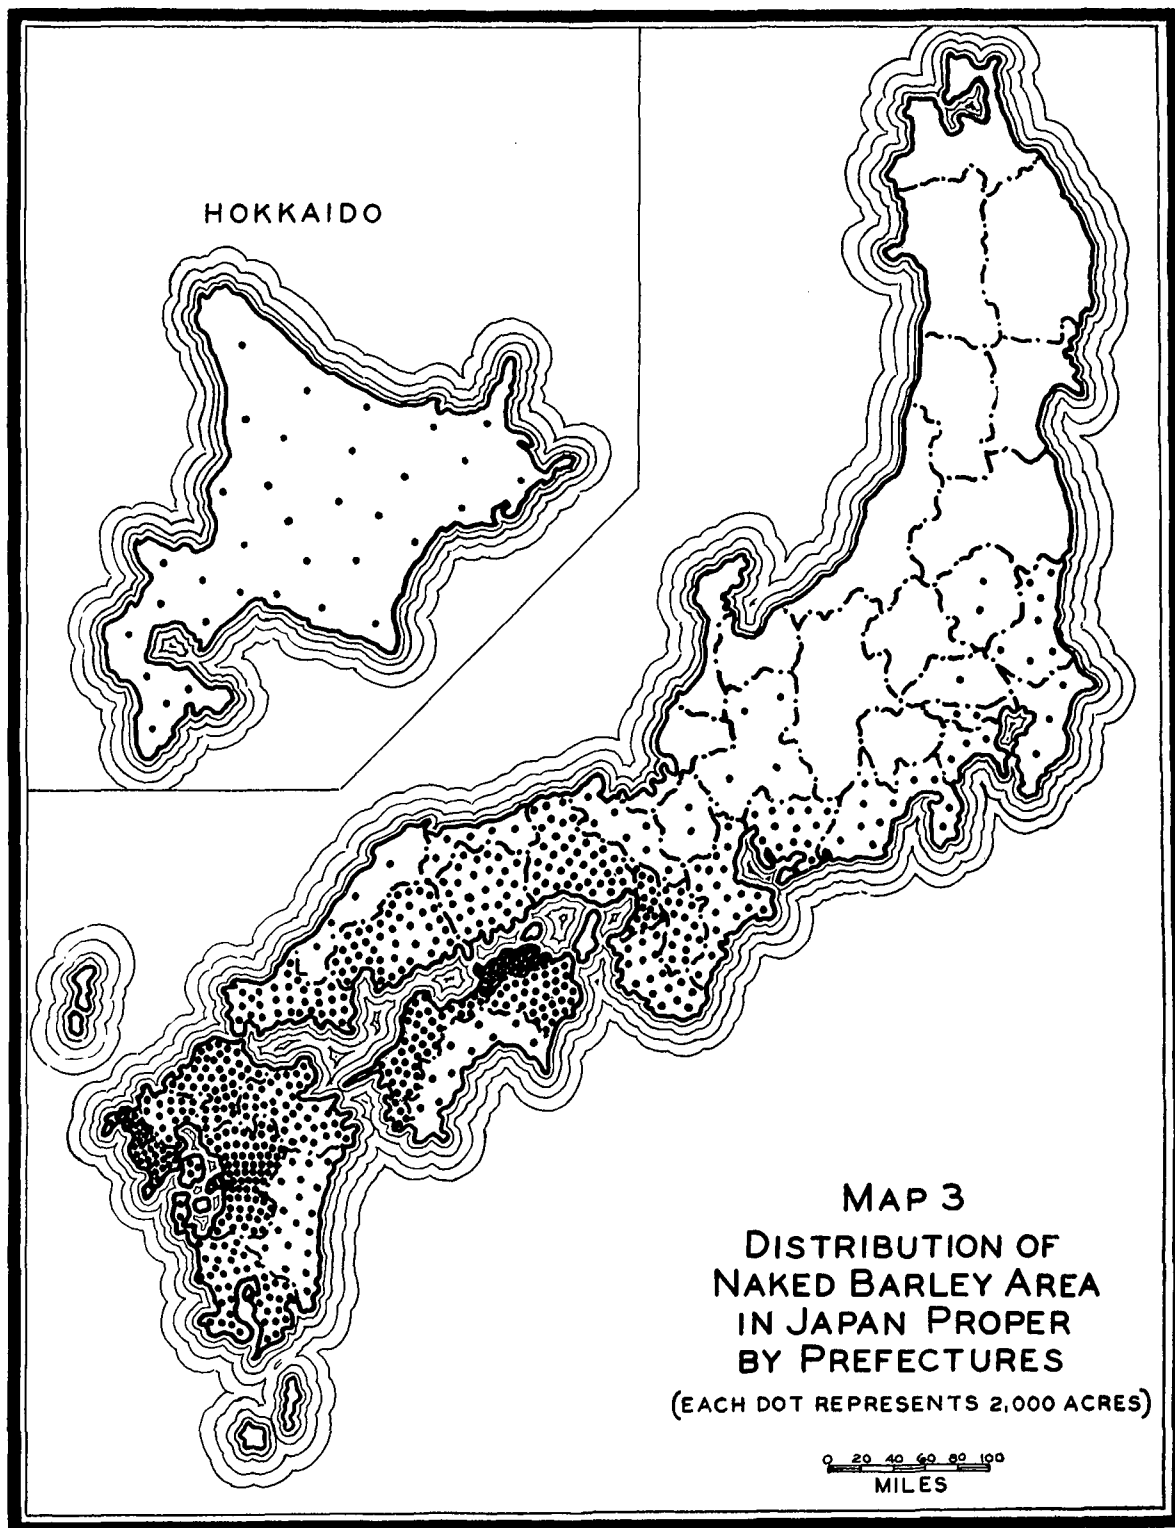 HOKKAIDO
MAP 3
DISTRIBUTION OF
NAKED BARLEY AREA
IN JAPAN PROPER
BY PREFECTURES
(EACH DOT REPRESENTS 2,000 ACRES)
0 20 40 60 80 100
MILES